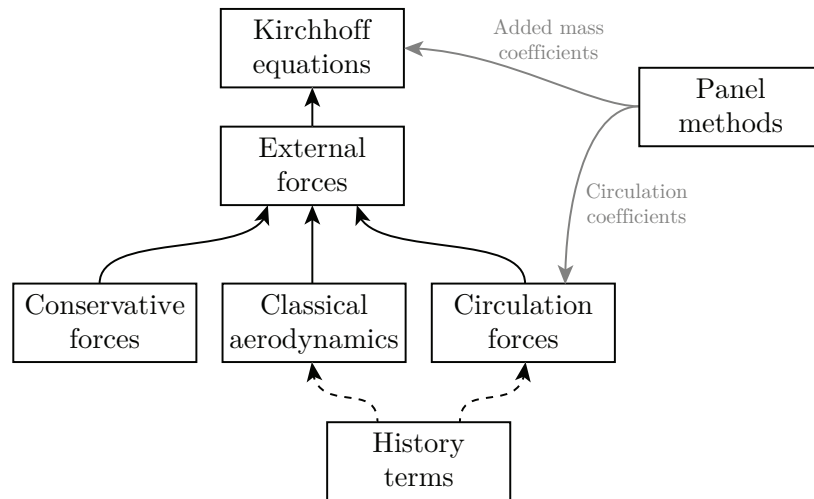 Kirchhoff
equations
Added mass
coefficients
Panel
methods
External
forces
Circulation
coefficients
Conservative
forces
Classical
aerodynamics
Circulation
forces
History
terms